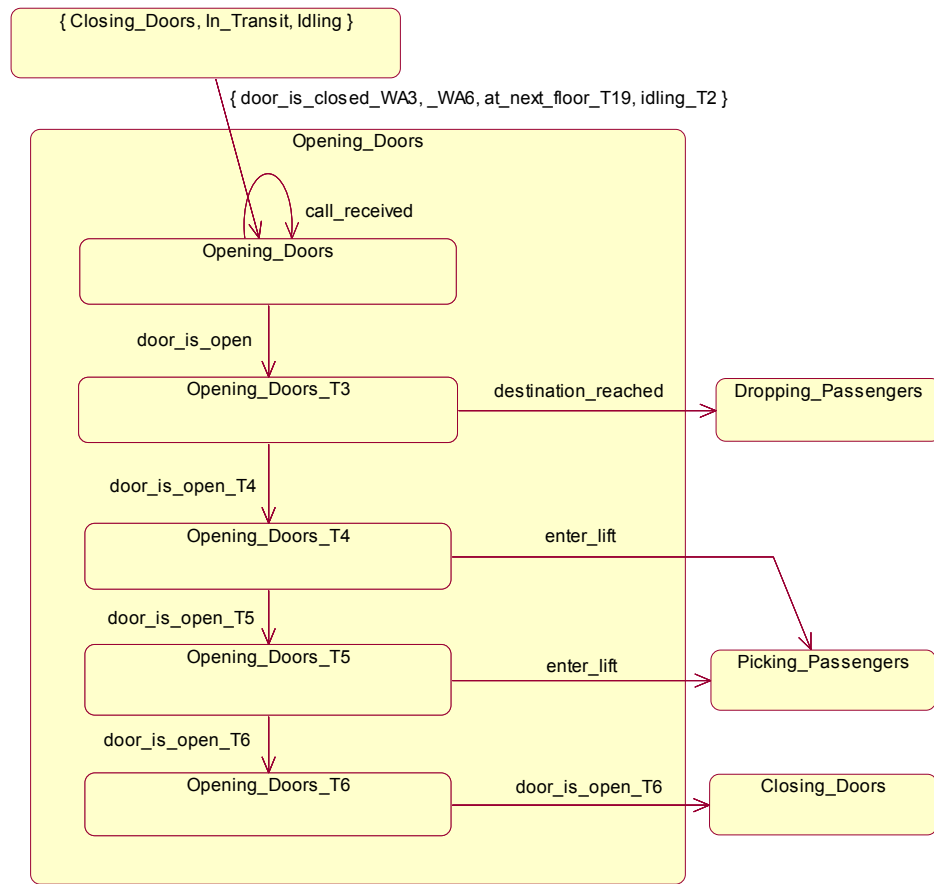 { Closing_Doors, In_Transit, Idling }
{ door_is_closed_WA3, _WA6, at_next_floor_T19, idling_T2 }
Opening_Doors
call_received
Opening_Doors
door_is_open
Opening_Doors_T3
destination_reached
Dropping_Passengers
door_is_open_T4
Opening_Doors_T4
enter_lift
door_is_open_T5
Opening_Doors_T5
enter_lift
Picking_Passengers
door_is_open_T6
Opening_Doors_T6
door_is_open_T6
Closing_Doors